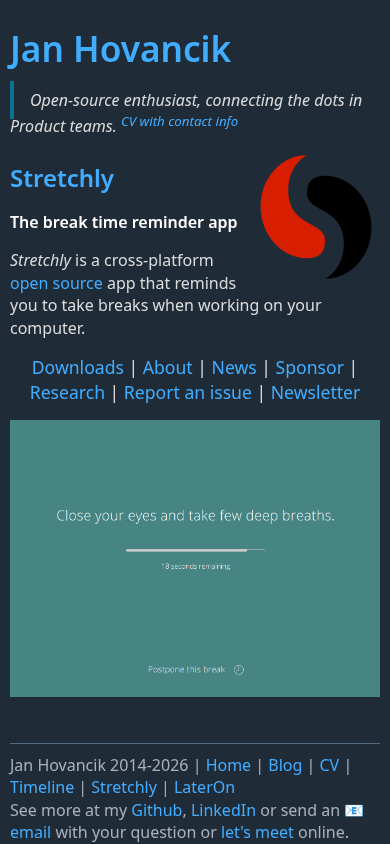 Jan Hovancik
Open-source enthusiast, connecting the dots in
Product teams. CV with contact info
Stretchly
The break time reminder app
Stretchly is a cross-platform
open source app that reminds
you to take breaks when working on your
computer.
Downloads | About | News | Sponsor |
Research | Report an issue | Newsletter
Close your eyes and take few deep breaths.
18 seconds remaining
Postpone this break
Jan Hovancik 2014-2026 | Home | Blog | CV |
Timeline | Stretchly | LaterOn
See more at my Github, LinkedIn or send an 📧
email with your question or let's meet online.